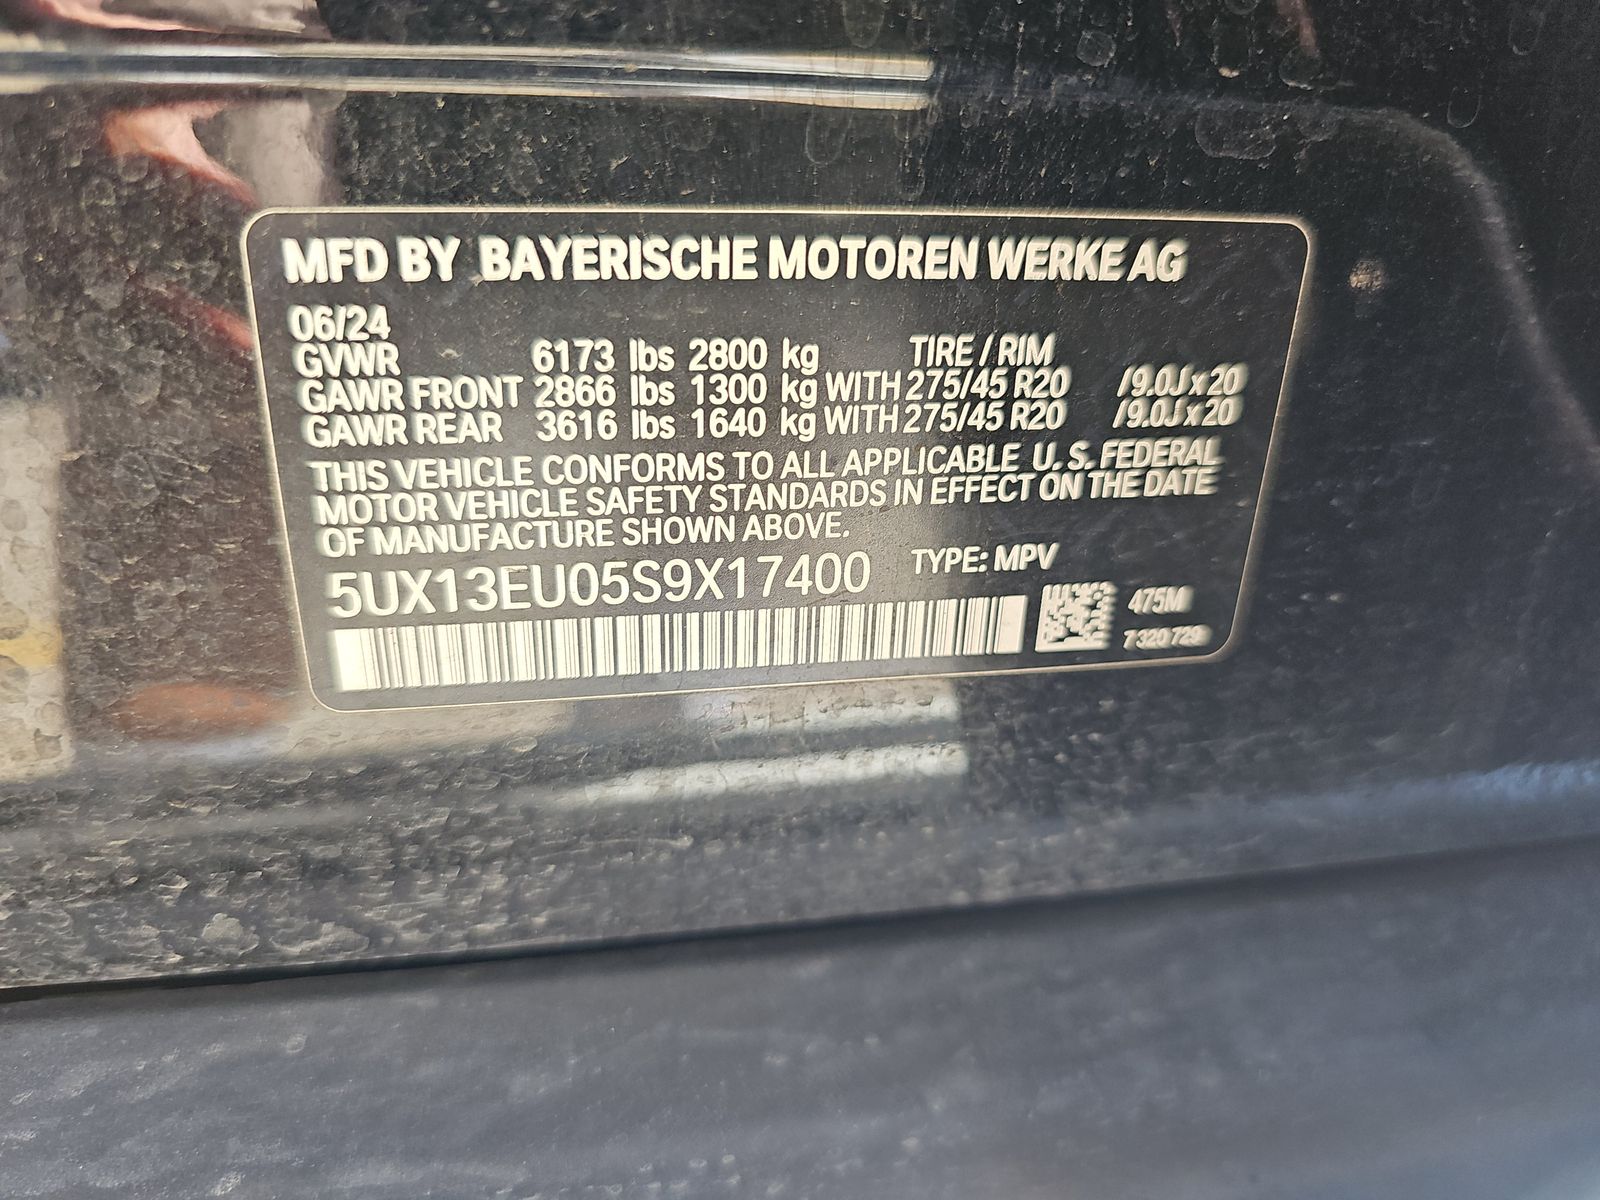 MFD BY BAYERISCHE MOTOREN WERKE AG
06/24
GVWR 6173 lbs 2800 kg TIRE / RIM
GAWR FRONT 2866 lbs 1300 kg WITH 275/45 R20 /9.0J x 20
GAWR REAR 3616 lbs 1640 kg WITH 275/45 R20 /9.0J x 20
THIS VEHICLE CONFORMS TO ALL APPLICABLE U. S. FEDERAL
MOTOR VEHICLE SAFETY STANDARDS IN EFFECT ON THE DATE
OF MANUFACTURE SHOWN ABOVE.
5UX13EU05S9X17400 TYPE: MPV
475M
7 320 729